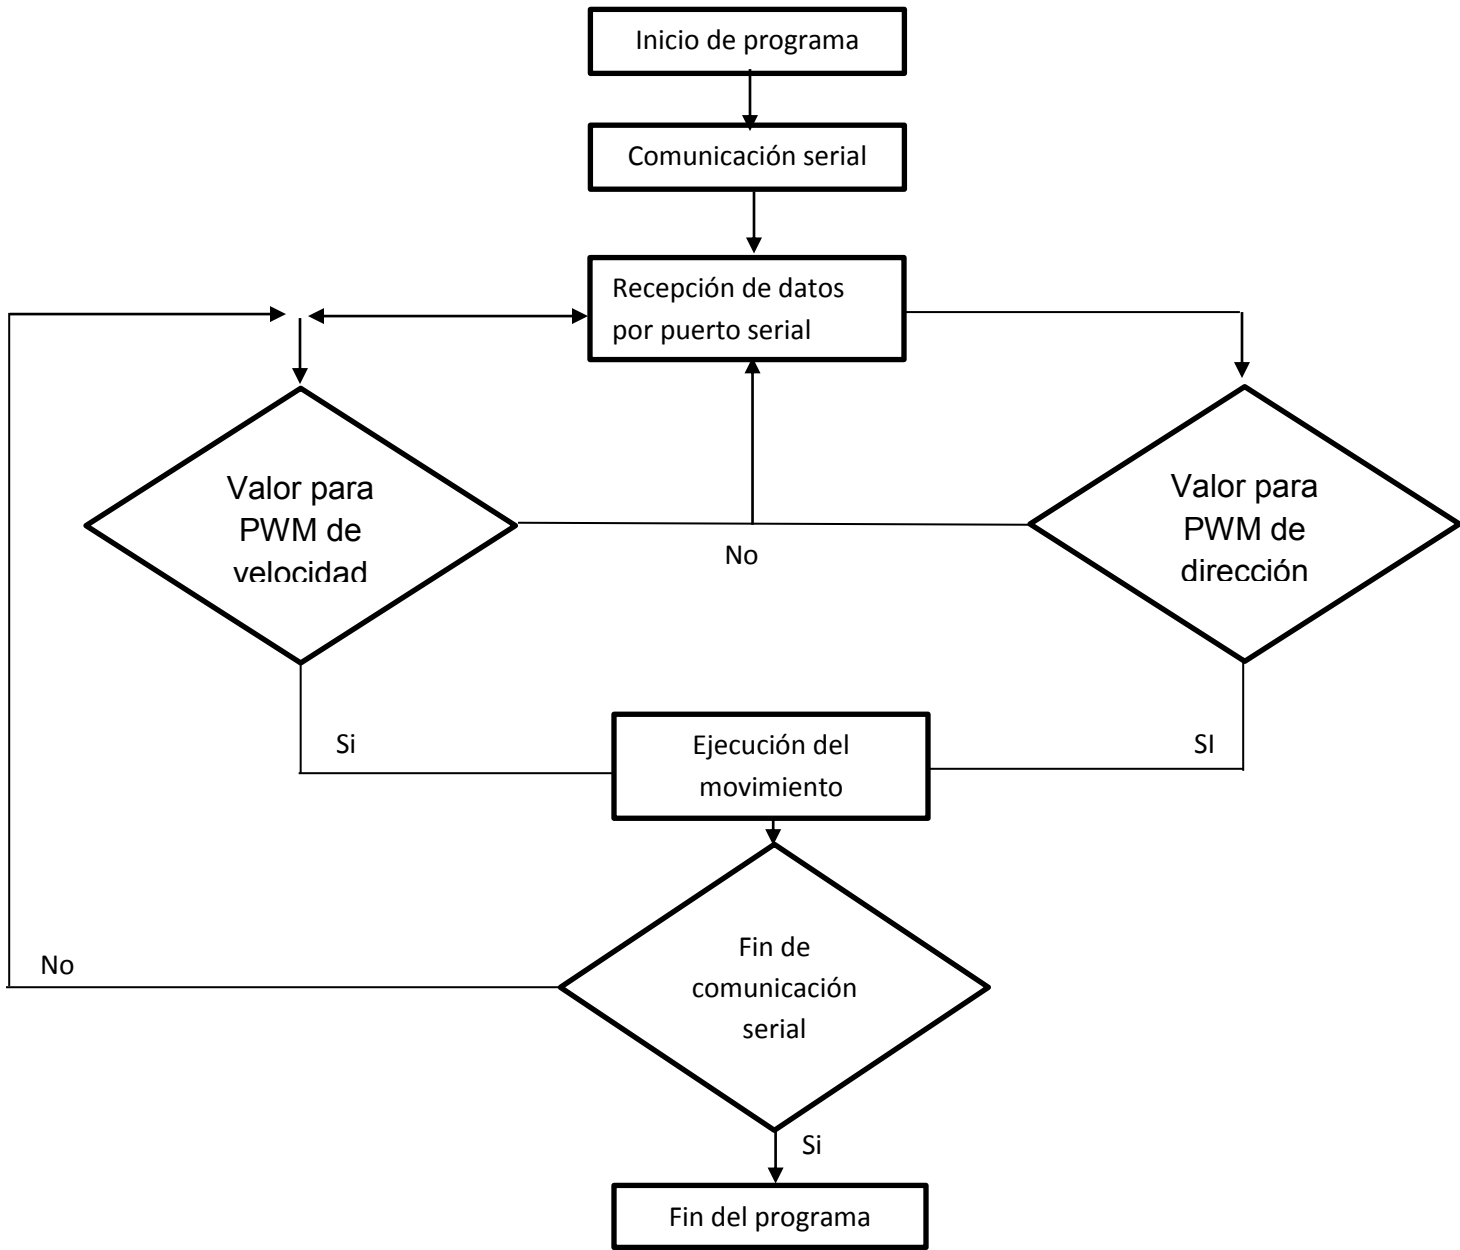 Inicio de programa
Comunicación serial
Recepción de datos
por puerto serial
Valor para
PWM de
velocidad
Valor para
PWM de
dirección
No
Si
Ejecución del
movimiento
SI
No
Fin de
comunicación
serial
Si
Fin del programa